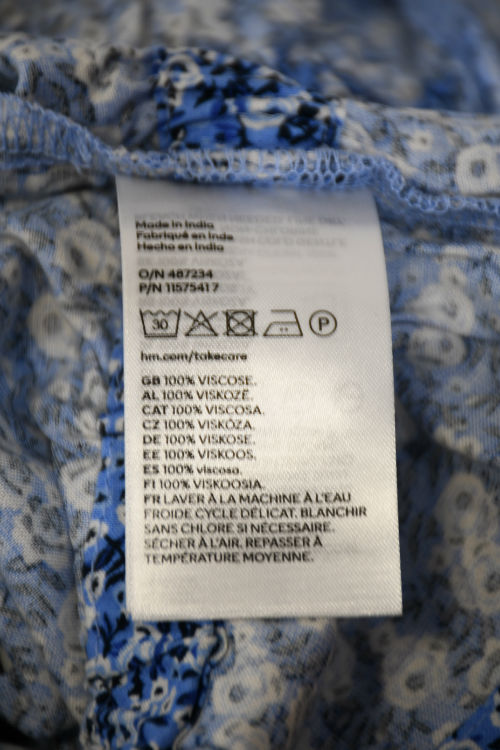 Made in India
Fabriqué en Inde
Hecho en India
O/N 487234
P/N 11575417
30 P
hm.com/takecare
GB 100% VISCOSE.
AL 100% VISKOZË.
CAT 100% VISCOSA.
CZ 100% VISKÓZA.
DE 100% VISKOSE.
EE 100% VISKOOS.
ES 100% viscosa.
FI 100% VISKOOSIA.
FR LAVER À LA MACHINE À L'EAU
FROIDE CYCLE DÉLICAT. BLANCHIR
SANS CHLORE SI NÉCESSAIRE.
SÉCHER À L'AIR. REPASSER À
TEMPÉRATURE MOYENNE.